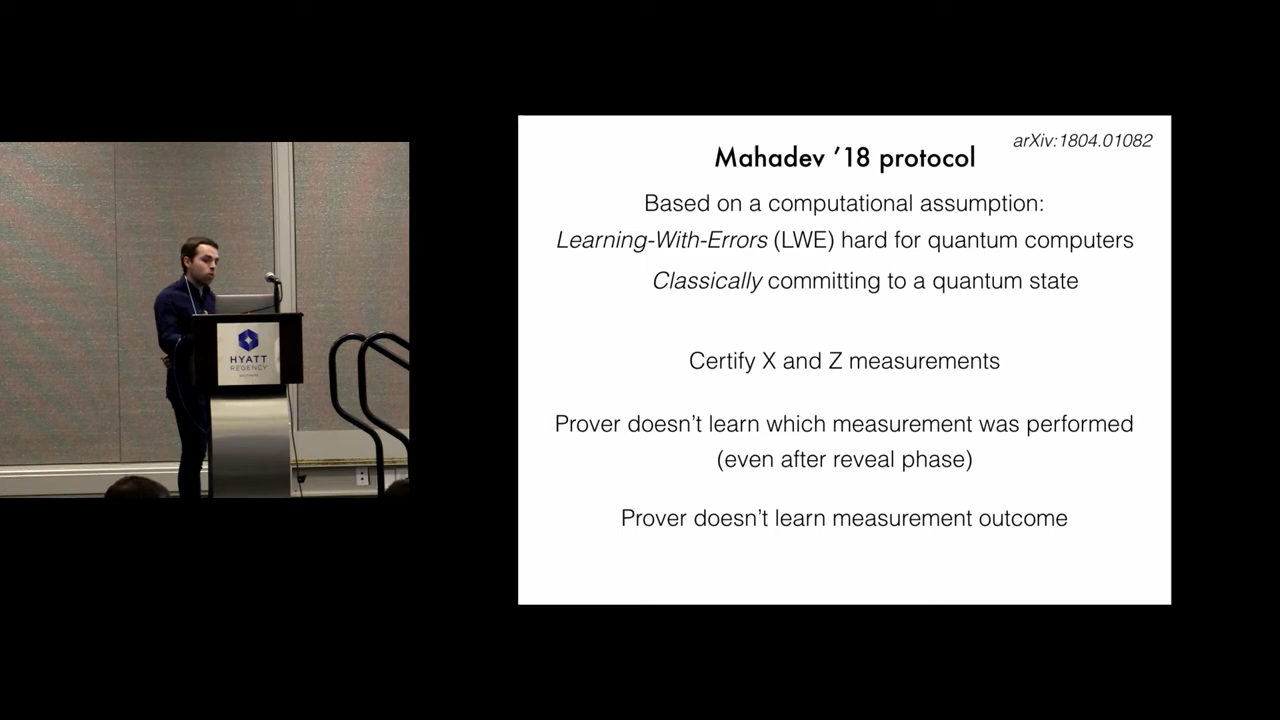 arXiv:1804.01082
Mahadev ’18 protocol
Based on a computational assumption:
Learning-With-Errors (LWE) hard for quantum computers
Classically committing to a quantum state
Certify X and Z measurements
Prover doesn’t learn which measurement was performed
(even after reveal phase)
Prover doesn’t learn measurement outcome
HYATT
REGENCY